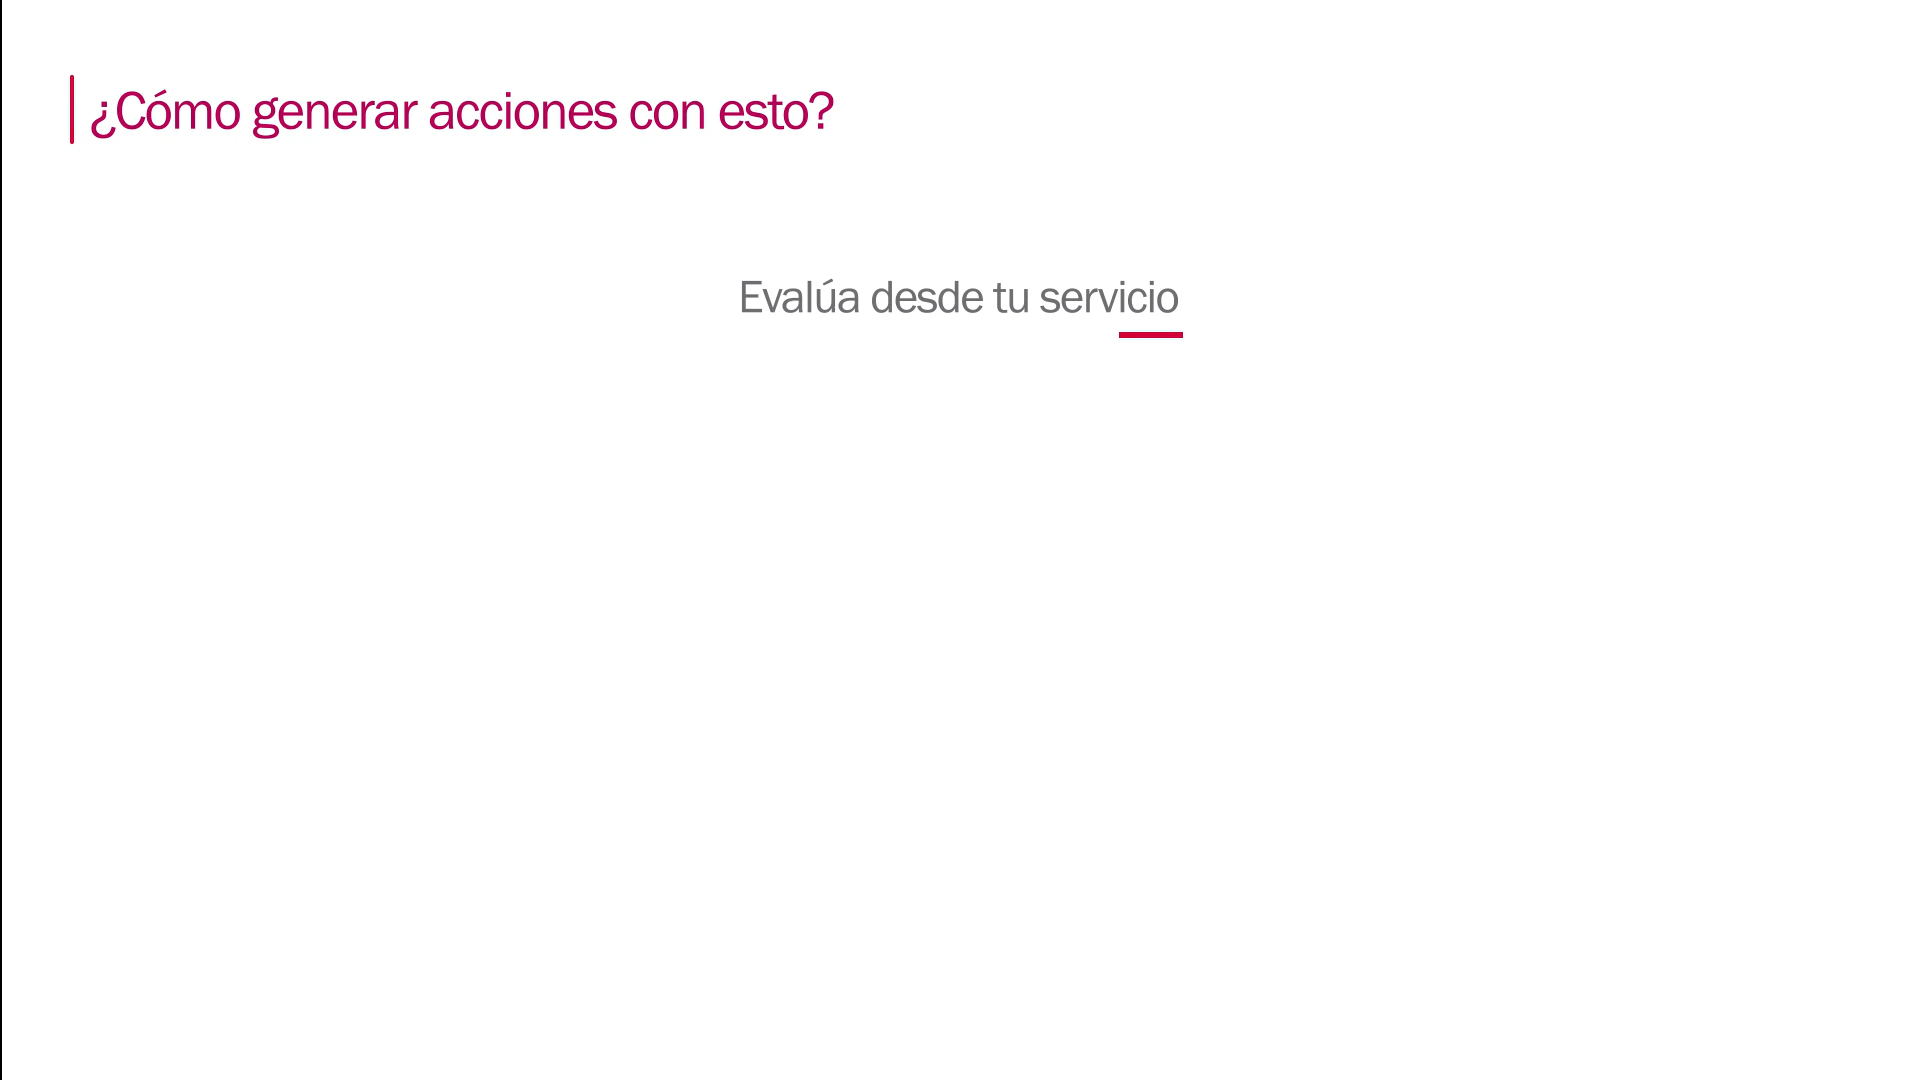 ¿Cómo generar acciones con esto?
Evalúa desde tu servicio